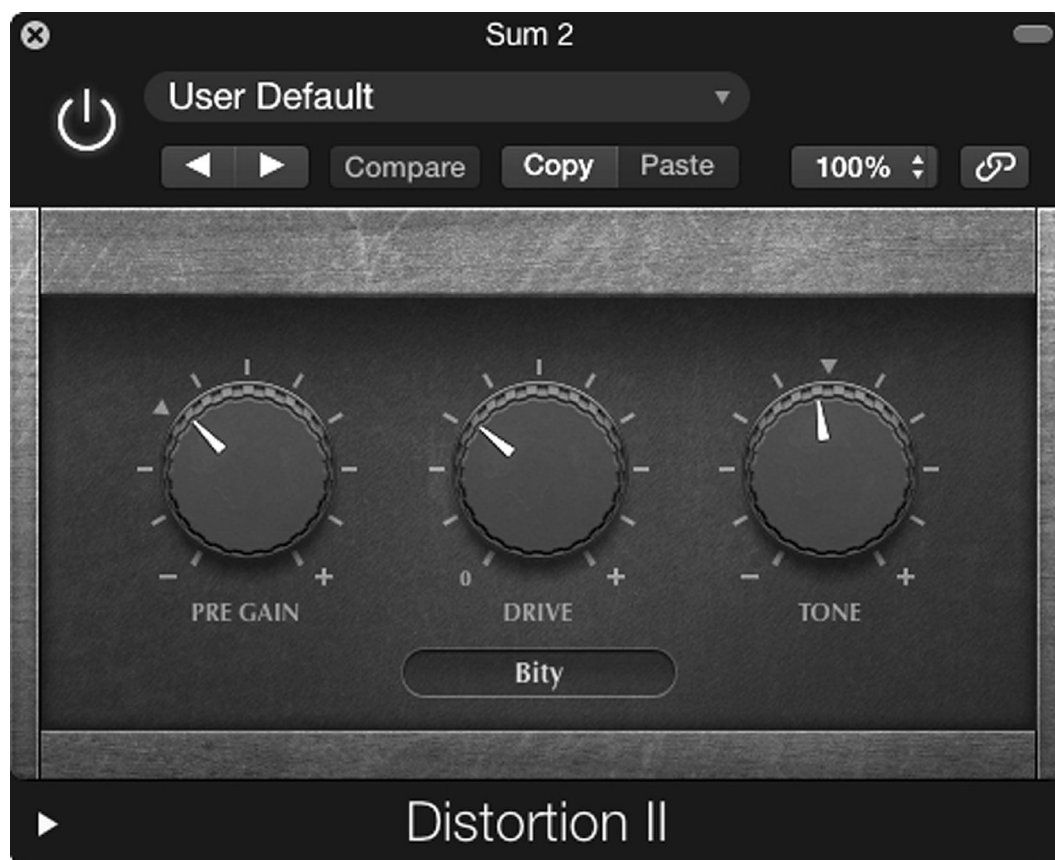 Sum 2
User Default
Compare Copy Paste 100%
− + 0 + − +
PRE GAIN DRIVE TONE
Bity
Distortion II